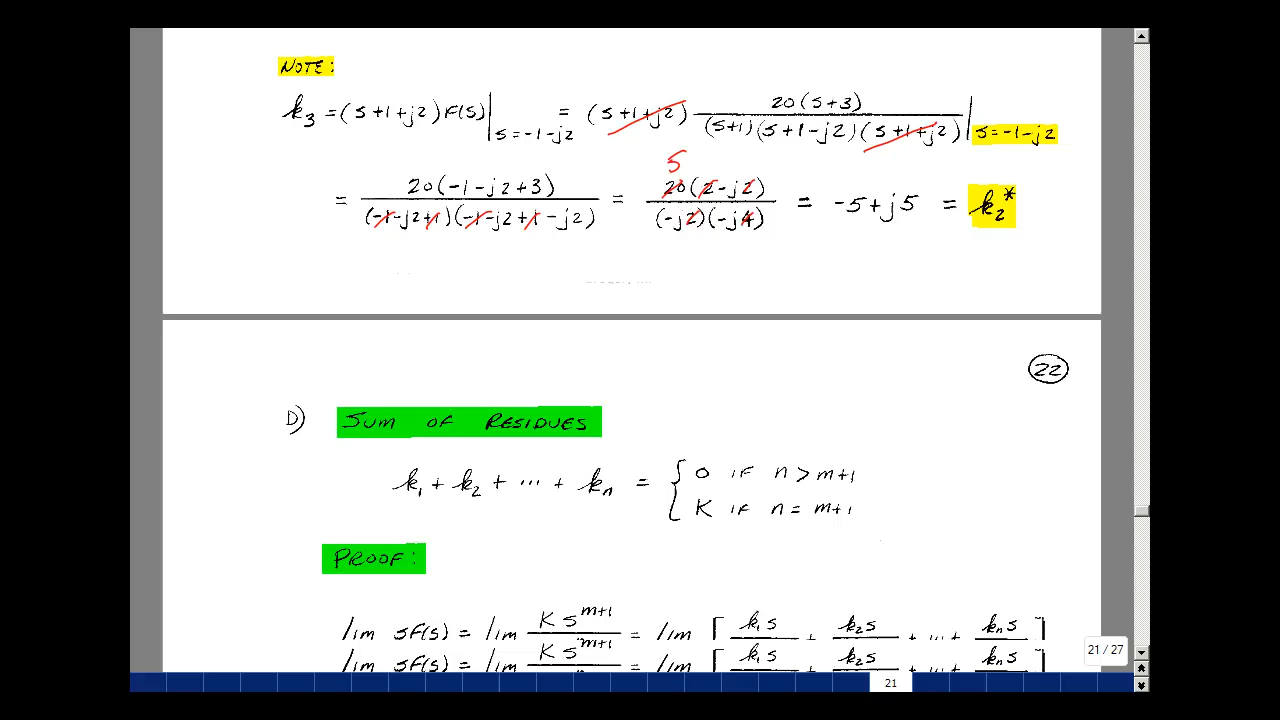 NOTE:
k₃ = (s+1+j2)F(s)|s=-1-j2 = (s+1+j2) 20(s+3) / (s+1)(s+1-j2)(s+1+j2) |s=-1-j2
5
= 20(-1-j2+3) / (-1-j2+1)(-1-j2+1-j2) = 20(2-j2) / (-j2)(-j4) = -5+j5 = k₂*
22
D) SUM OF RESIDUES
k₁ + k₂ + ... + kₙ = { 0 IF n > m+1
K IF n = m+1
PROOF:
lim sF(s) = lim K s^(m+1) = lim [ k₁s + k₂s + ... + kₙs ]
lim sF(s) = lim K s^(m+1) = lim [ k₁s + k₂s + ... + kₙs ]
21 / 27
21